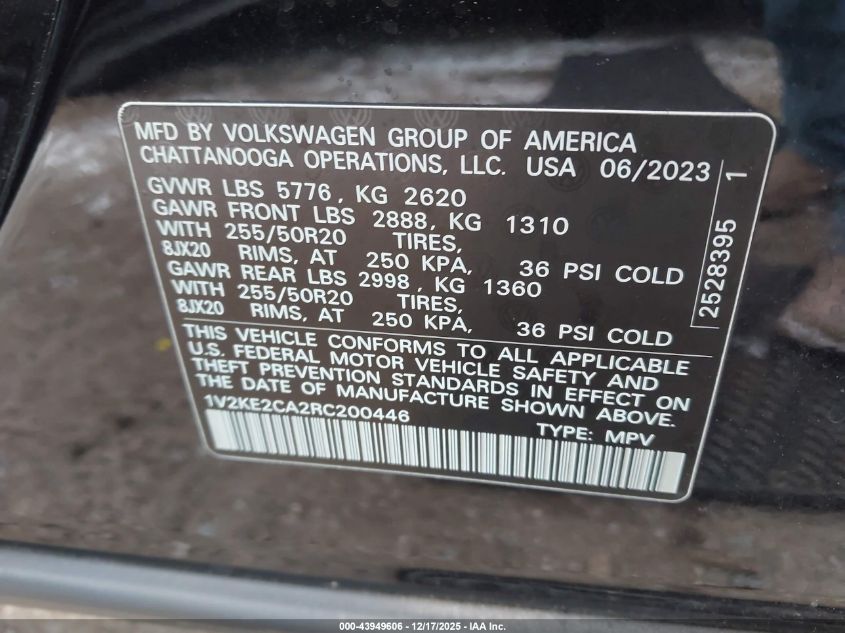 MFD BY VOLKSWAGEN GROUP OF AMERICA
CHATTANOOGA OPERATIONS, LLC. USA 06/2023
GVWR LBS 5776, KG 2620
GAWR FRONT LBS 2888, KG 1310
WITH 255/50R20 TIRES,
8JX20 RIMS, AT 250 KPA, 36 PSI COLD
GAWR REAR LBS 2998, KG 1360
WITH 255/50R20 TIRES,
8JX20 RIMS, AT 250 KPA, 36 PSI COLD
2528395 1
THIS VEHICLE CONFORMS TO ALL APPLICABLE
U.S. FEDERAL MOTOR VEHICLE SAFETY AND
THEFT PREVENTION STANDARDS IN EFFECT ON
THE DATE OF MANUFACTURE SHOWN ABOVE.
1V2KE2CA2RC200446 TYPE: MPV
000-43949606 - 12/17/2025 - IAA Inc.